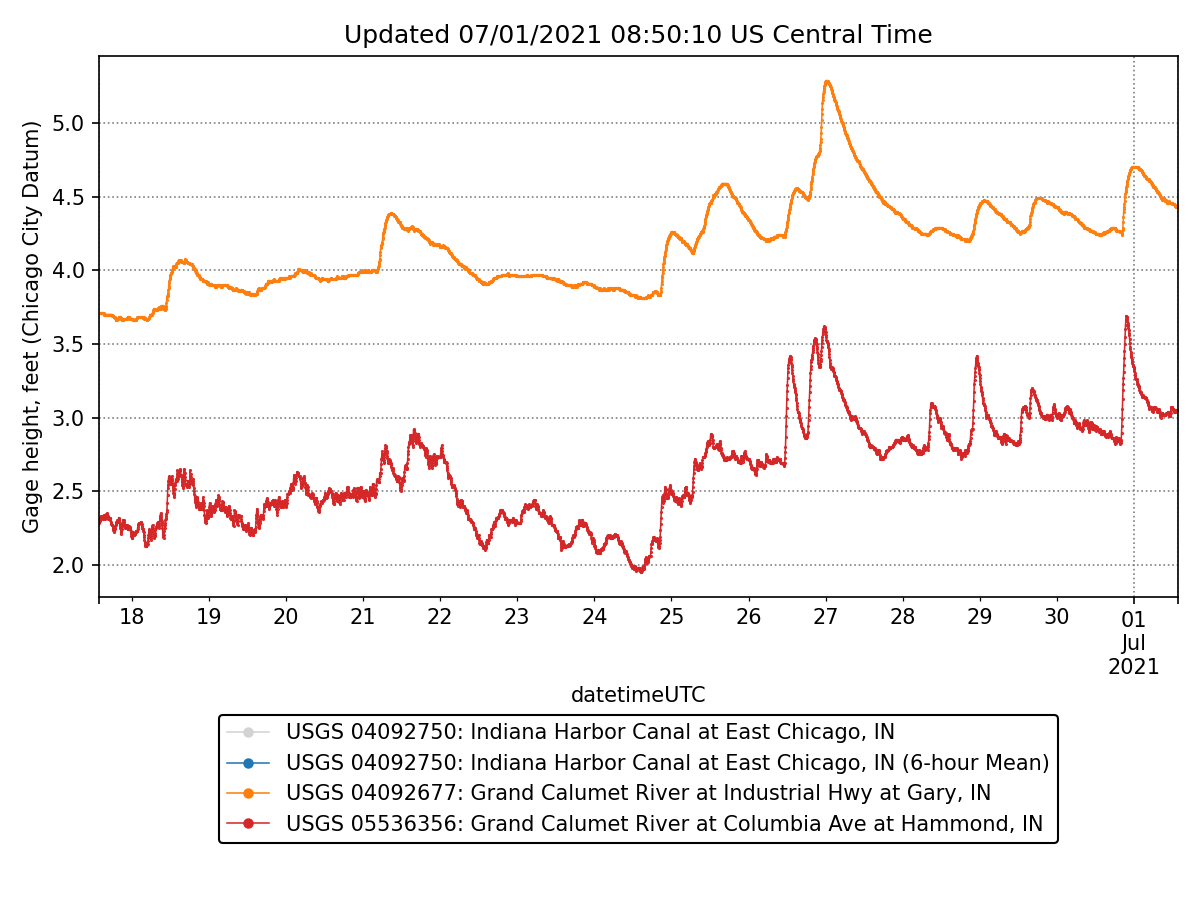 Updated 07/01/2021 08:50:10 US Central Time
Gage height, feet (Chicago City Datum)
5.0
4.5
4.0
3.5
3.0
2.5
2.0
18 19 20 21 22 23 24 25 26 27 28 29 30 01
Jul
2021
datetimeUTC
USGS 04092750: Indiana Harbor Canal at East Chicago, IN
USGS 04092750: Indiana Harbor Canal at East Chicago, IN (6-hour Mean)
USGS 04092677: Grand Calumet River at Industrial Hwy at Gary, IN
USGS 05536356: Grand Calumet River at Columbia Ave at Hammond, IN